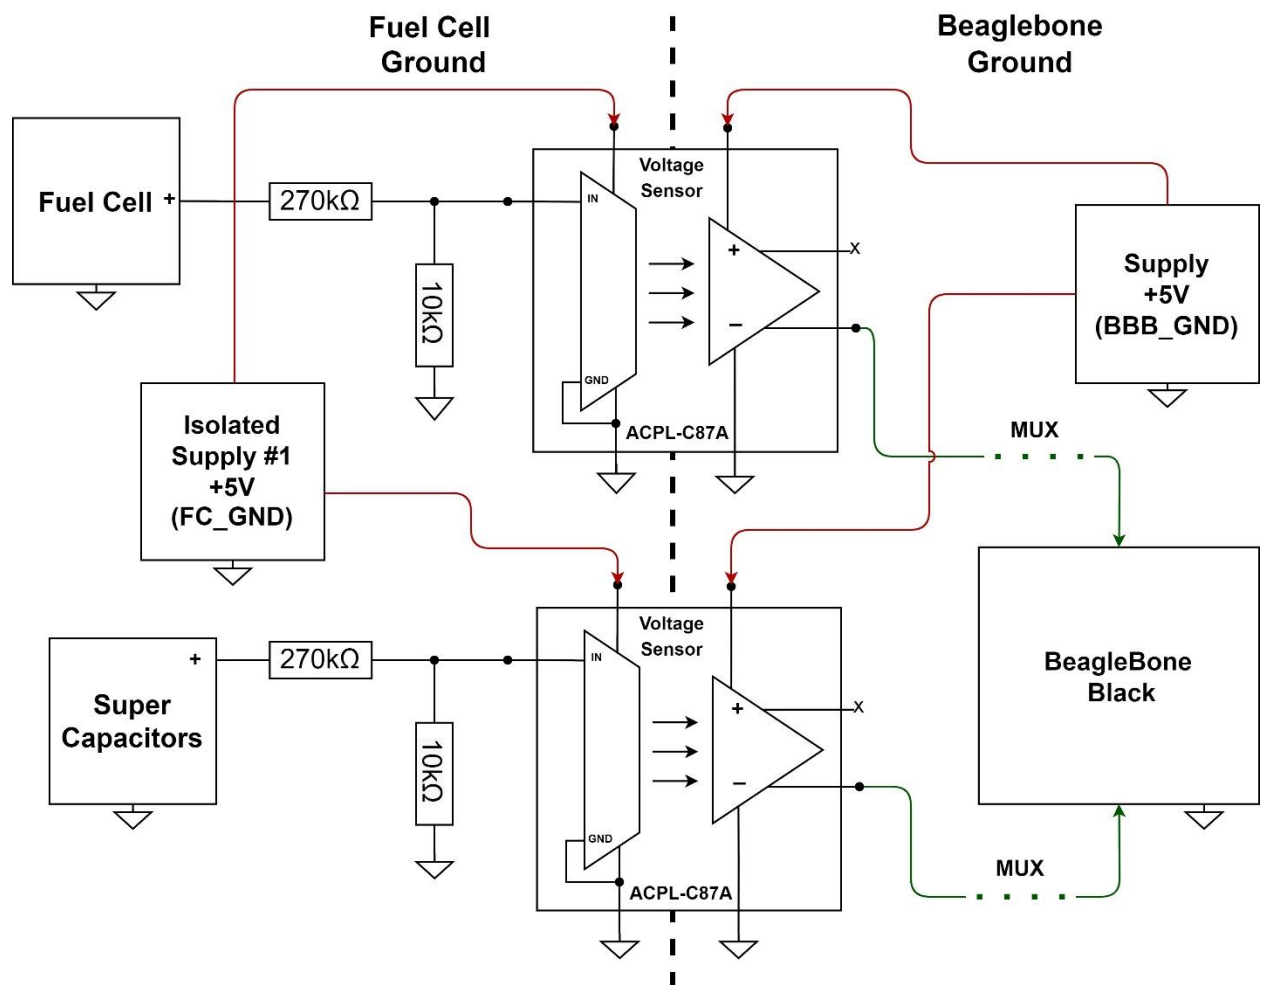 Fuel Cell
Ground
Beaglebone
Ground
Fuel Cell +
270kΩ
10kΩ
Voltage
Sensor
IN
GND
+
−
X
ACPL-C87A
Supply
+5V
(BBB_GND)
Isolated
Supply #1
+5V
(FC_GND)
MUX
Super
Capacitors
+
270kΩ
10kΩ
Voltage
Sensor
IN
GND
+
−
X
ACPL-C87A
BeagleBone
Black
MUX